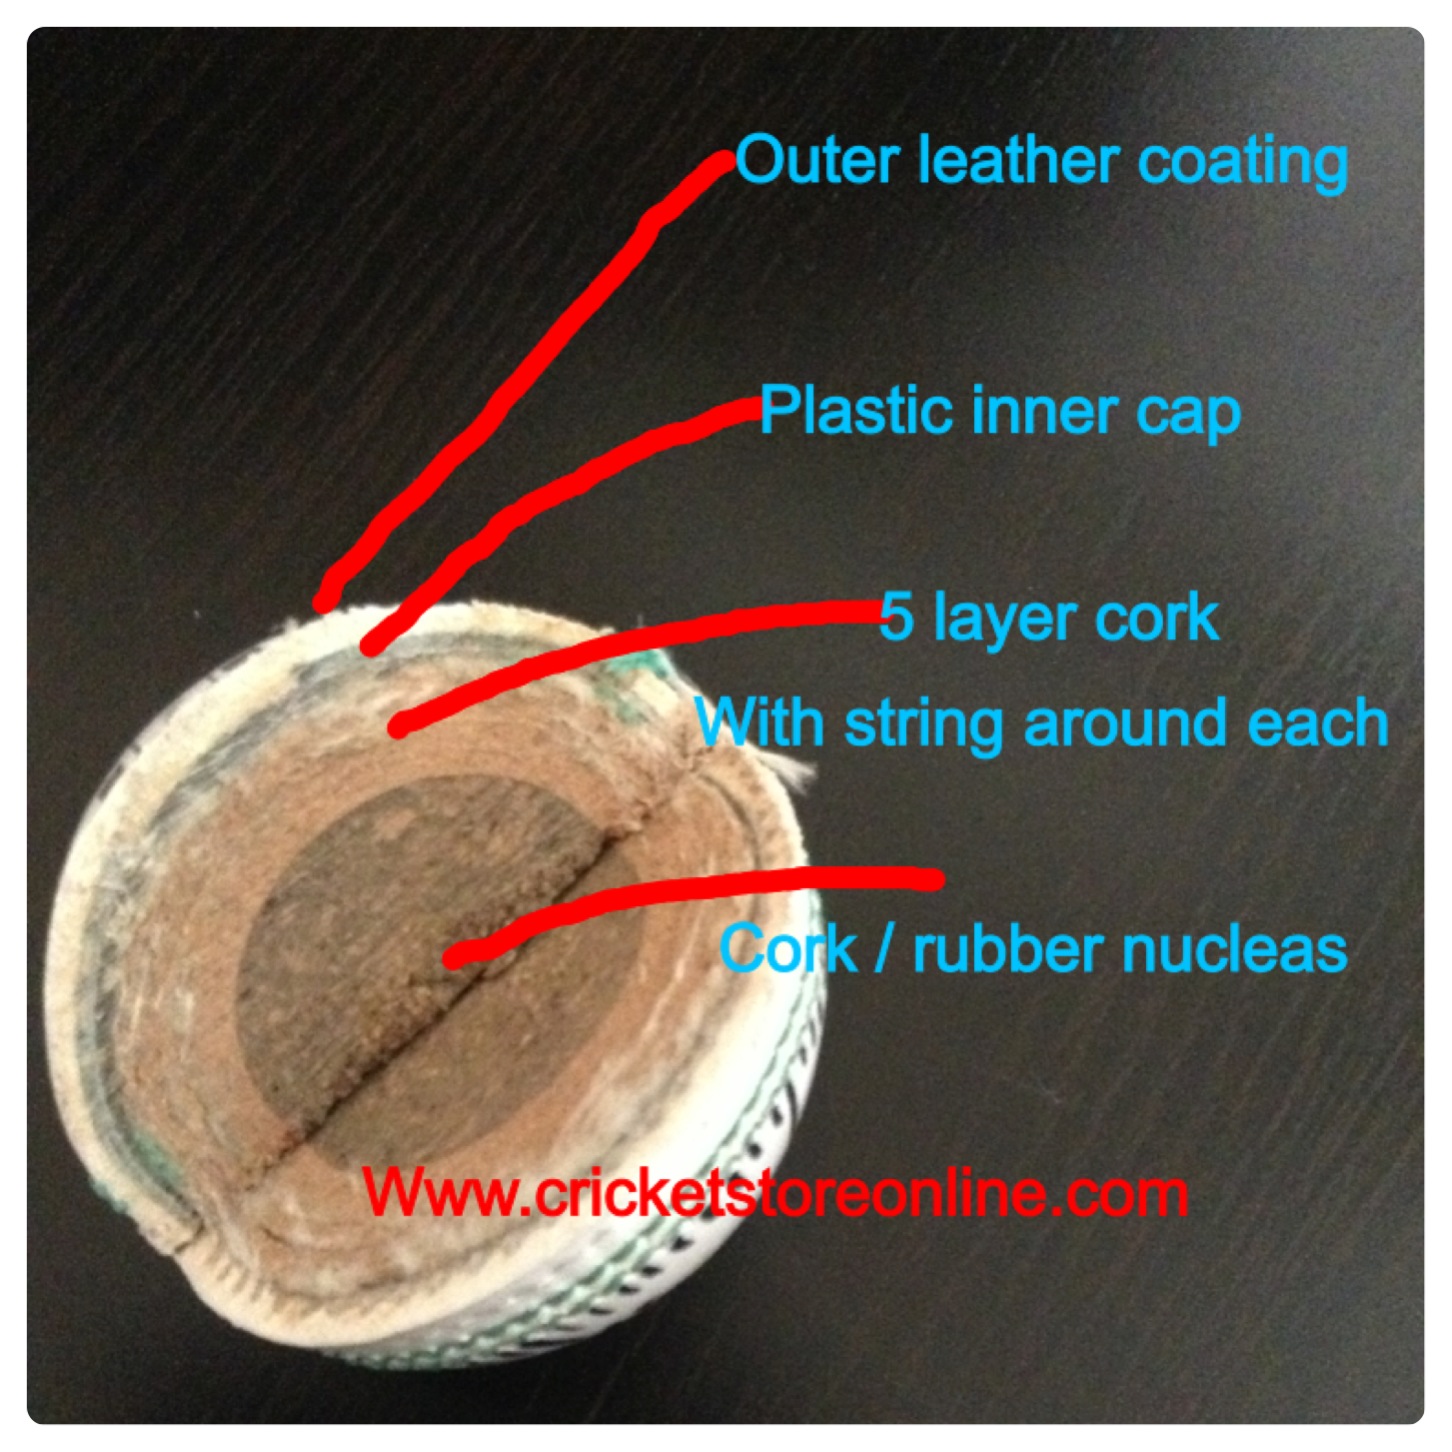 Outer leather coating
Plastic inner cap
5 layer cork
With string around each
Cork / rubber nucleas
Www.cricketstoreonline.com